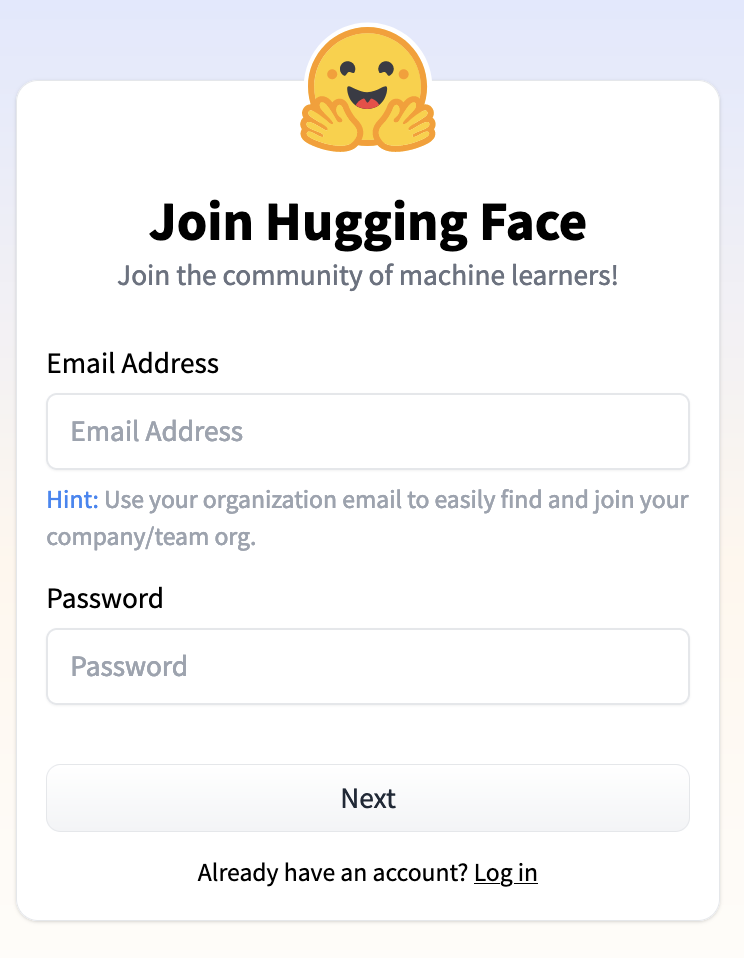 Join Hugging Face
Join the community of machine learners!
Email Address
Email Address
Hint: Use your organization email to easily find and join your
company/team org.
Password
Password
Next
Already have an account? Log in